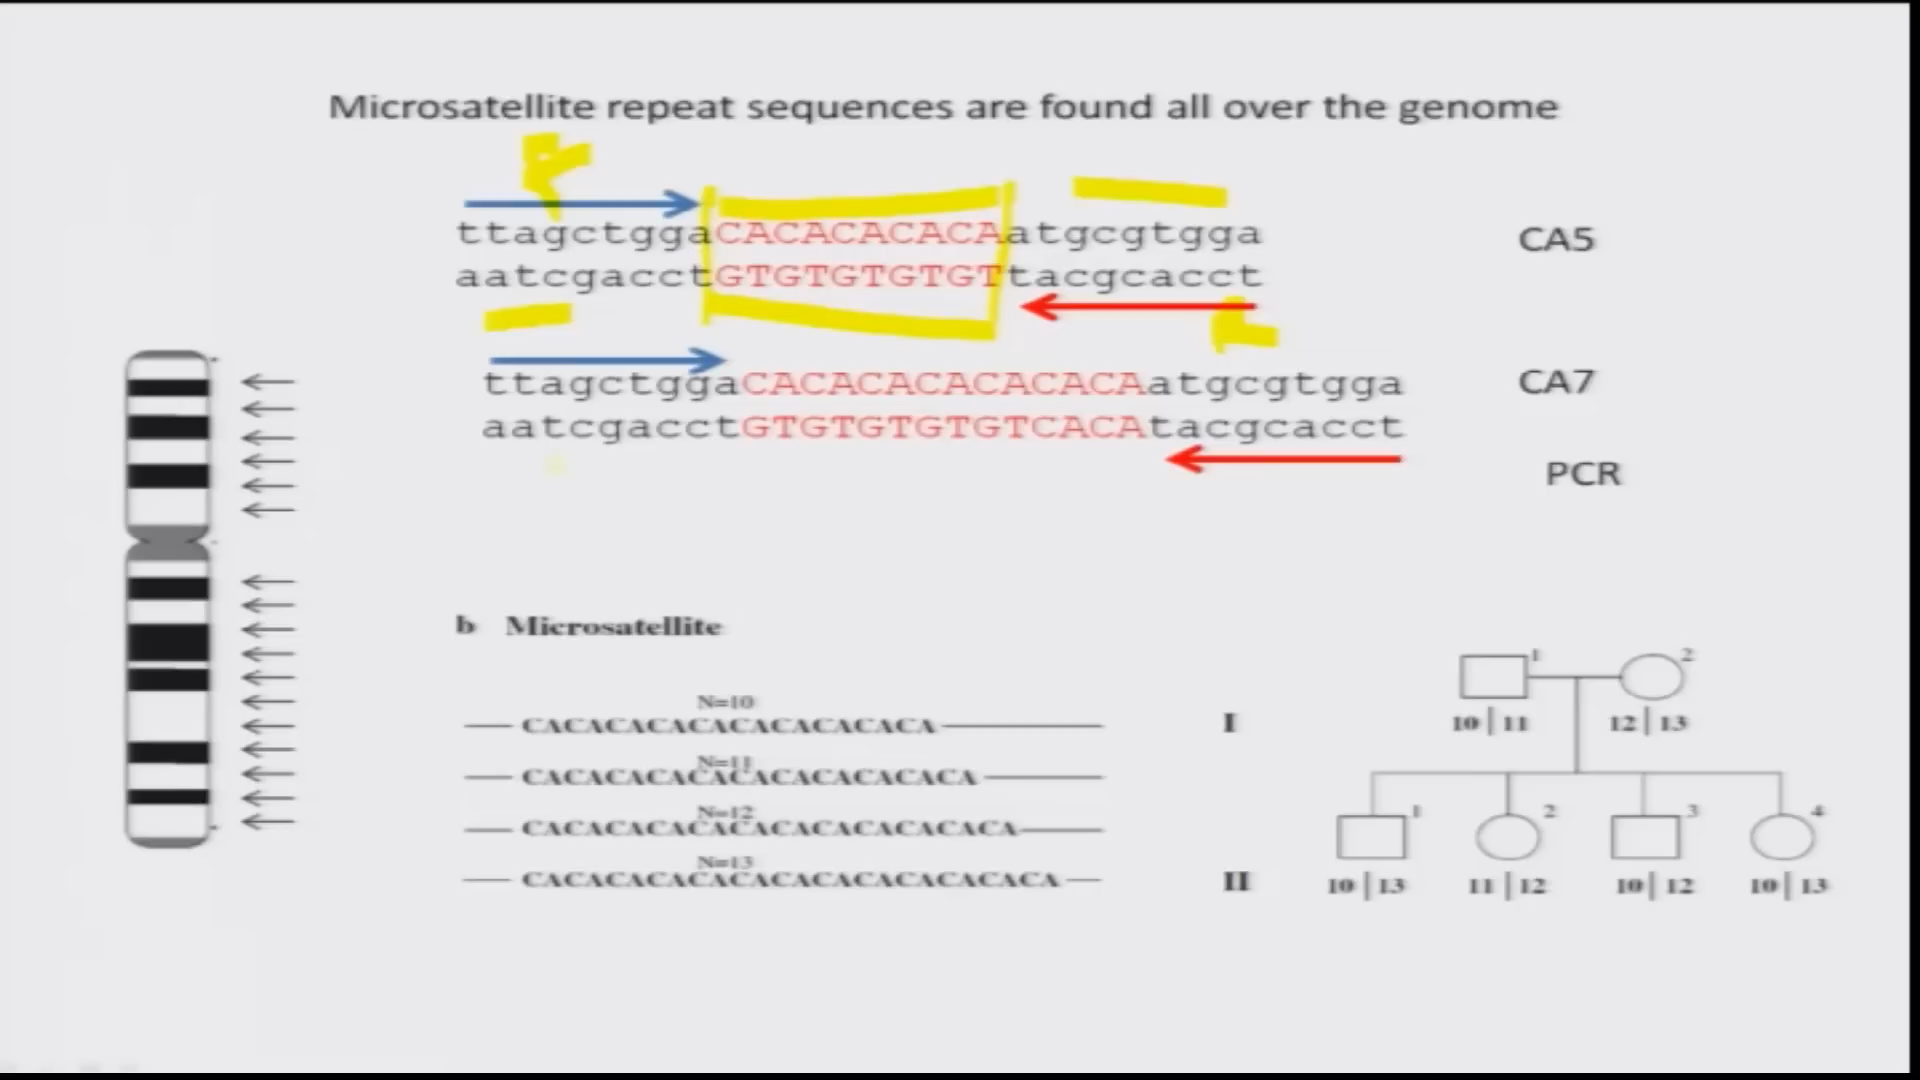 Microsatellite repeat sequences are found all over the genome
ttagctggaCACACACACAatgcgtgga
CA5
aatcgacctGTGTGTGTGTtacgcacct
ttagctggaCACACACACACACAatgcgtgga
CA7
aatcgacctGTGTGTGTGTCACAtacgcacct
PCR
b Microsatellite
N=10
CACACACACACACACACACA
N=11
CACACACACACACACACACACA
N=12
CACACACACACACACACACACACA
N=13
CACACACACACACACACACACACACA
1 2
I 10|11 12|13
1 2 3 4
II 10|13 11|12 10|12 10|13